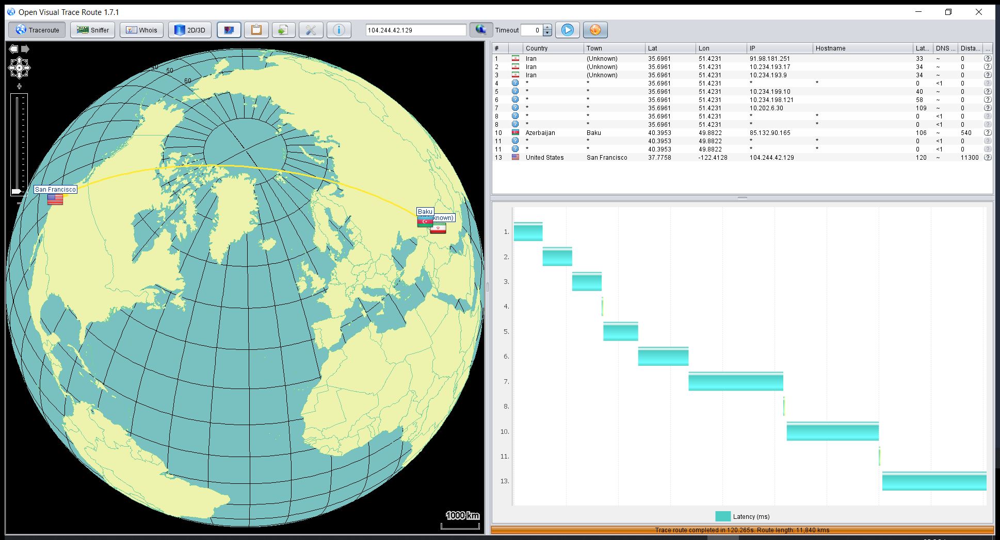 Open Visual Trace Route 1.7.1
Traceroute Sniffer Whois 2D/3D 104.244.42.129 Timeout 0
40
50
60
San Francisco
Baku
known)
1000 km
# Country Town Lat Lon IP Hostname Lat... DNS ... Dista... ...
1 Iran (Unknown) 35.6961 51.4231 91.98.181.251 33 ~ 0
2 Iran (Unknown) 35.6961 51.4231 10.234.193.17 34 ~ 0
3 Iran (Unknown) 35.6961 51.4231 10.234.193.9 34 ~ 0
4 * * 35.6961 51.4231 * * 0 <1 0
5 * * 35.6961 51.4231 10.234.199.10 40 ~ 0
6 * * 35.6961 51.4231 10.234.198.121 58 ~ 0
7 * * 35.6961 51.4231 10.202.6.30 109 ~ 0
8 * * 35.6961 51.4231 * * 0 <1 0
8 * * 35.6961 51.4231 * * 0 <1 0
10 Azerbaijan Baku 40.3953 49.8822 85.132.90.165 106 ~ 540
11 * * 40.3953 49.8822 * * 0 <1 0
11 * * 40.3953 49.8822 * * 0 <1 0
13 United States San Francisco 37.7758 -122.4128 104.244.42.129 120 ~ 11300
1.
2.
3.
4.
5.
6.
7.
8.
10.
11.
13.
Latency (ms)
Trace route completed in 120.265s. Route length: 11,840 kms